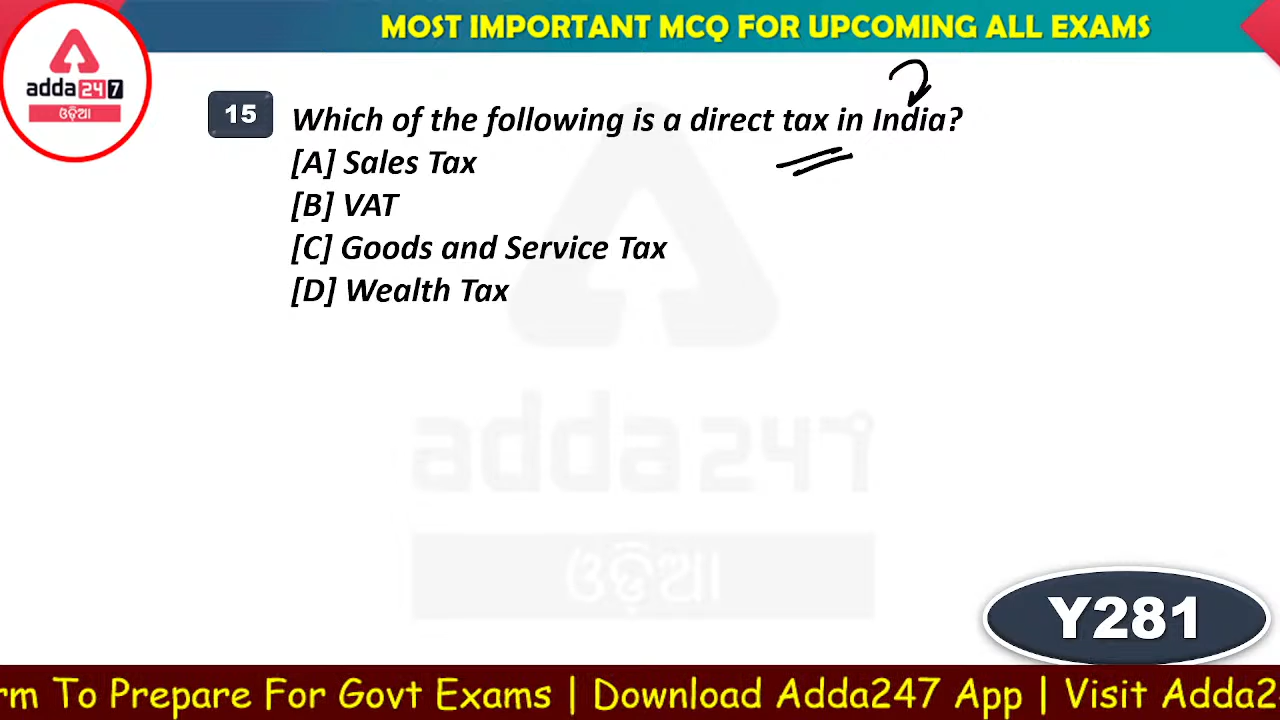 MOST IMPORTANT MCQ FOR UPCOMING ALL EXAMS
adda247
ଓଡ଼ିଆ
15 Which of the following is a direct tax in India?
[A] Sales Tax
[B] VAT
[C] Goods and Service Tax
[D] Wealth Tax
adda247
ଓଡ଼ିଆ
Y281
rm To Prepare For Govt Exams | Download Adda247 App | Visit Adda2